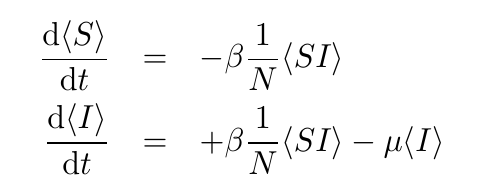 d⟨S⟩/dt = −β 1/N ⟨SI⟩
d⟨I⟩/dt = +β 1/N ⟨SI⟩ − μ⟨I⟩